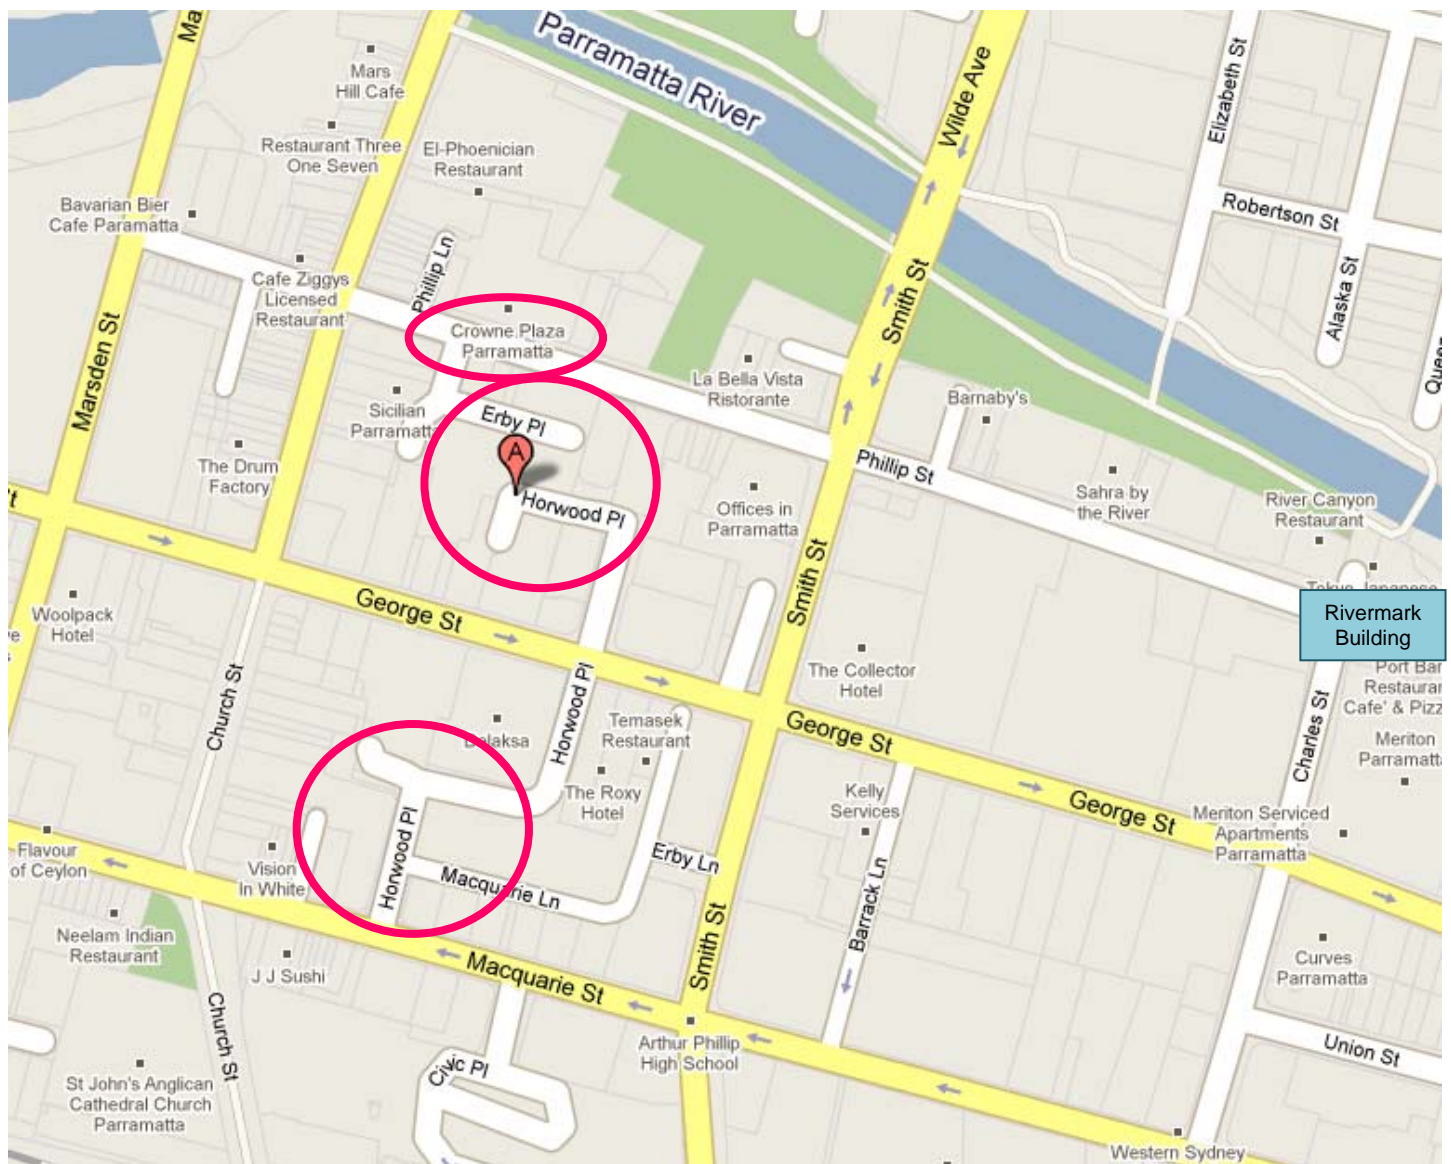 Ma
Parramatta River
Wilde Ave
Elizabeth St
Mars
Hill Cafe
Restaurant Three
One Seven
El-Phoenician
Restaurant
Bavarian Bier
Cafe Paramatta
Robertson St
Phillip Ln
Cafe Ziggys
Licensed
Restaurant
Smith St
Alaska St
Marsden St
Crowne Plaza
Parramatta
La Bella Vista
Ristorante
Queen
Barnaby's
Sicilian
Parramatta
Erby Pl
A
The Drum
Factory
Phillip St
Horwood Pl
Offices in
Parramatta
Sahra by
the River
River Canyon
Restaurant
St
Smith St
Tokyo Japanese
Rivermark
Building
George St
Woolpack
Hotel
The Collector
Hotel
Port Bar
Restaurar
Cafe' & Pizz
Church St
Horwood Pl
Temasek
Restaurant
George St
Charles St
Meriton
Parramatta
Belaksa
The Roxy
Hotel
Kelly
Services
George St
Meriton Serviced
Apartments
Parramatta
Horwood Pl
Flavour
of Ceylon
Vision
In White
Macquarie Ln
Erby Ln
Barrack Ln
Neelam Indian
Restaurant
J J Sushi
Macquarie St
Smith St
Curves
Parramatta
Church St
Arthur Phillip
High School
Union St
Civic Pl
St John's Anglican
Cathedral Church
Parramatta
Western Sydney